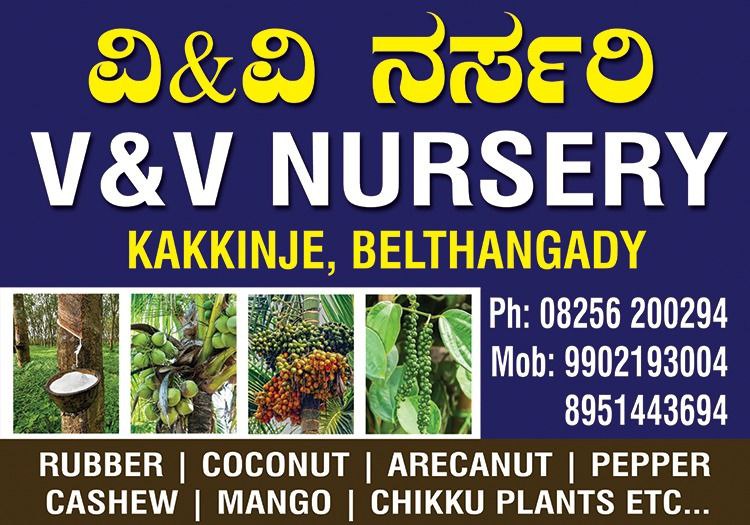 ವಿ&ವಿ ನರ್ಸರಿ
V&V NURSERY
KAKKINJE, BELTHANGADY
Ph: 08256 200294
Mob: 9902193004
8951443694
RUBBER | COCONUT | ARECANUT | PEPPER
CASHEW | MANGO | CHIKKU PLANTS ETC...